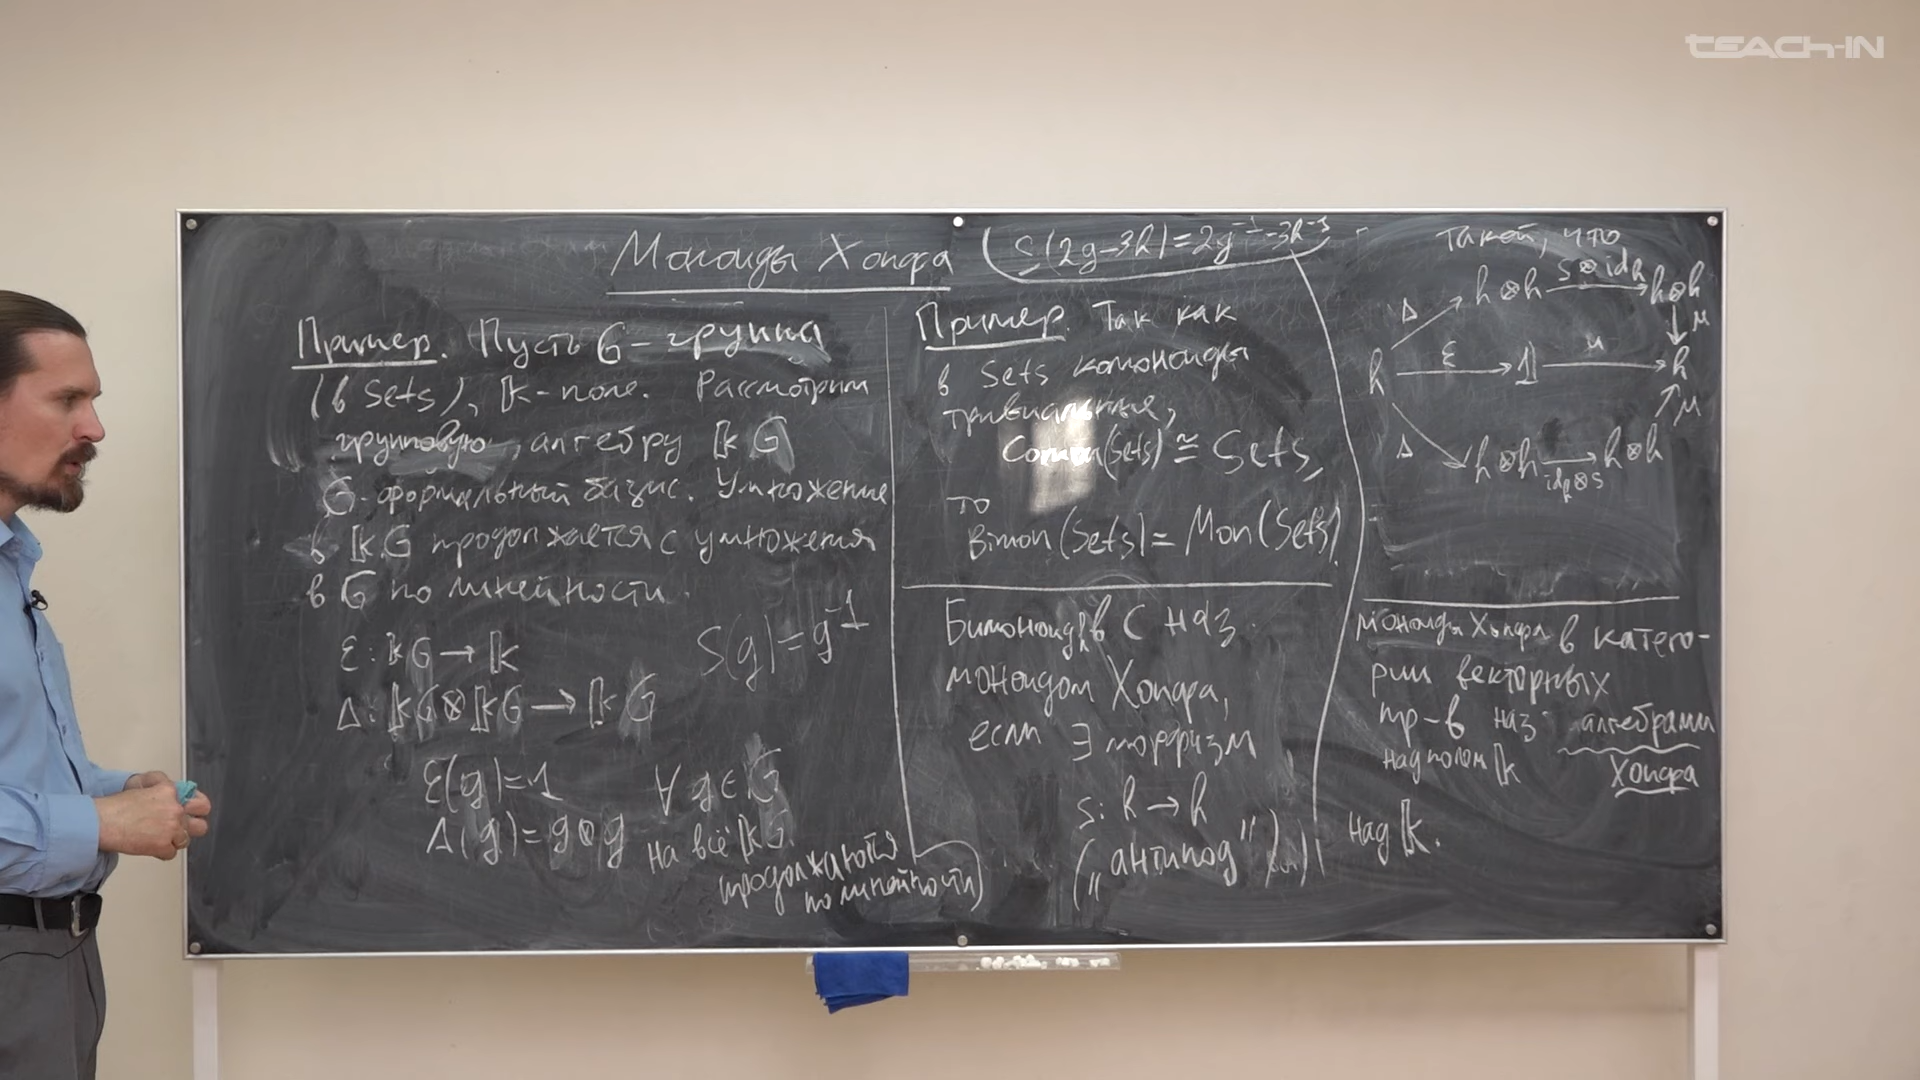 TEACH-IN
Моноиды Хопфа
S(2g-3h)=2g⁻¹-3h⁻¹
Пример. Пусть G-группа
(в Sets), 𝕜-поле. Рассмотрим
групповую алгебру 𝕜G
G-формальный базис. Умножение
в 𝕜G продолжается с умножения
в G по линейности.
ε: 𝕜G → 𝕜
S(g)=g⁻¹
Δ: 𝕜G⊗𝕜G → 𝕜G
ε(g)=1 ∀g∈G
Δ(g)=g⊗g на всё 𝕜G
продолжаются
по линейности
Пример. Так как
в Sets комоноиды
тривиальные,
Comon(Sets) ≅ Sets,
то
Bimon(Sets) = Mon(Sets)
Бимоноид h в C наз.
моноидом Хопфа,
если ∃ морфизм
s: h → h
(„антипод")
такой, что
h⊗h s⊗id_h h⊗h
Δ μ
h ε 𝟙 u h
Δ μ
h⊗h id_h⊗s h⊗h
моноиды Хопфа в катего-
рии векторных
пр-в наз алгебрами
над полем 𝕜 Хопфа
над 𝕜.